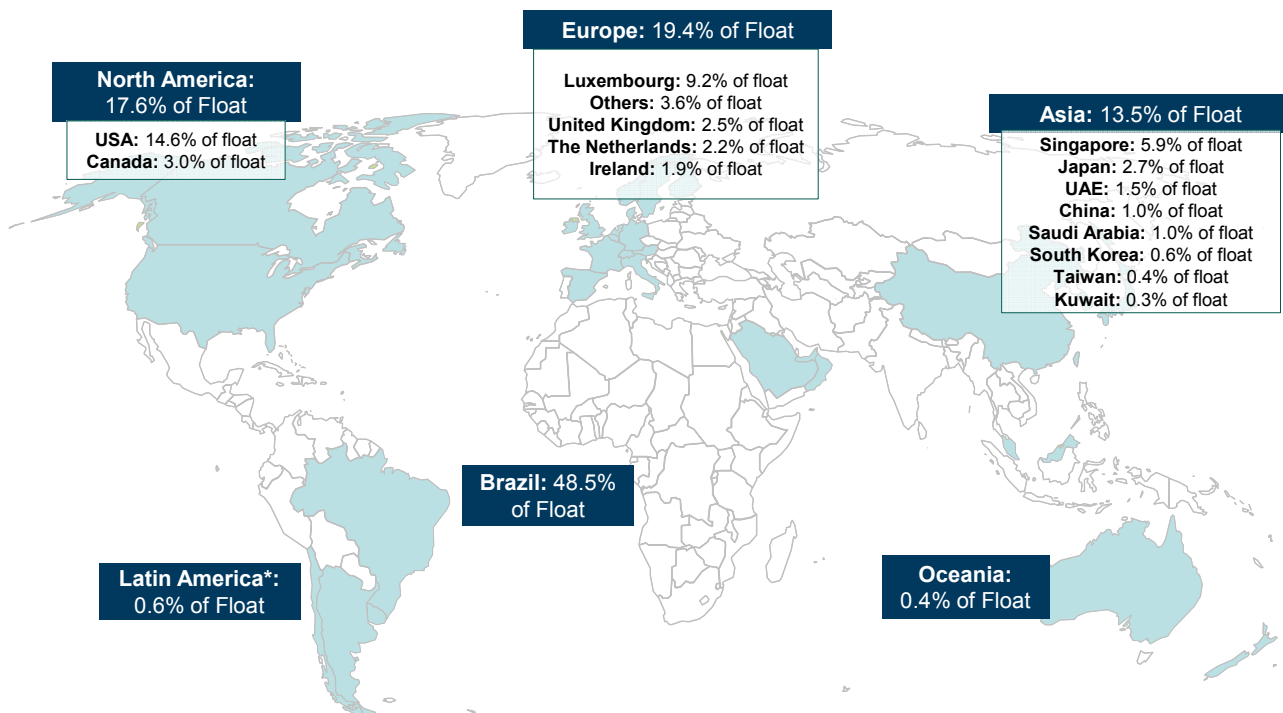 Europe: 19.4% of Float
Luxembourg: 9.2% of float
Others: 3.6% of float
United Kingdom: 2.5% of float
The Netherlands: 2.2% of float
Ireland: 1.9% of float
North America:
17.6% of Float
USA: 14.6% of float
Canada: 3.0% of float
Asia: 13.5% of Float
Singapore: 5.9% of float
Japan: 2.7% of float
UAE: 1.5% of float
China: 1.0% of float
Saudi Arabia: 1.0% of float
South Korea: 0.6% of float
Taiwan: 0.4% of float
Kuwait: 0.3% of float
Brazil: 48.5%
of Float
Latin America*:
0.6% of Float
Oceania:
0.4% of Float